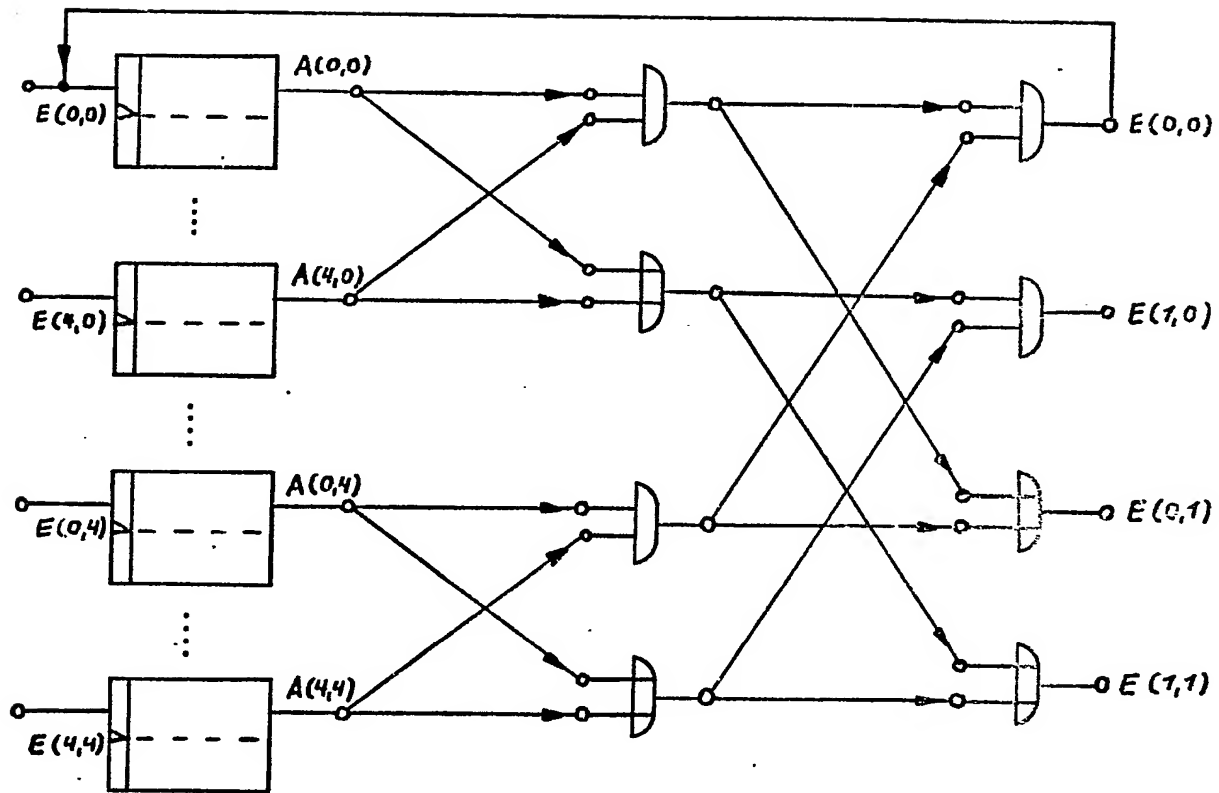 A(0,0)
E(0,0)
E(0,0)
A(4,0)
E(4,0)
E(1,0)
A(0,4)
E(0,4)
E(0,1)
A(4,4)
E(4,4)
E(1,1)